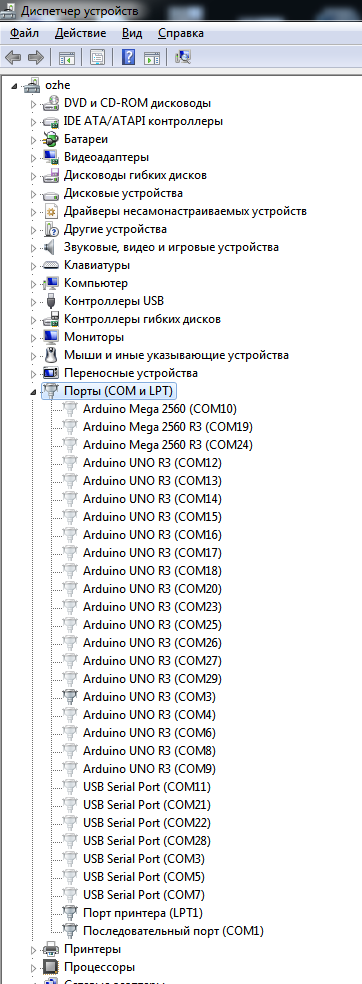 Диспетчер устройств
Файл Действие Вид Справка
ozhe
DVD и CD-ROM дисководы
IDE ATA/ATAPI контроллеры
Батареи
Видеоадаптеры
Дисководы гибких дисков
Дисковые устройства
Драйверы несамонастраиваемых устройств
Другие устройства
Звуковые, видео и игровые устройства
Клавиатуры
Компьютер
Контроллеры USB
Контроллеры гибких дисков
Мониторы
Мыши и иные указывающие устройства
Переносные устройства
Порты (COM и LPT)
Arduino Mega 2560 (COM10)
Arduino Mega 2560 R3 (COM19)
Arduino Mega 2560 R3 (COM24)
Arduino UNO R3 (COM12)
Arduino UNO R3 (COM13)
Arduino UNO R3 (COM14)
Arduino UNO R3 (COM15)
Arduino UNO R3 (COM16)
Arduino UNO R3 (COM17)
Arduino UNO R3 (COM18)
Arduino UNO R3 (COM20)
Arduino UNO R3 (COM23)
Arduino UNO R3 (COM25)
Arduino UNO R3 (COM26)
Arduino UNO R3 (COM27)
Arduino UNO R3 (COM29)
Arduino UNO R3 (COM3)
Arduino UNO R3 (COM4)
Arduino UNO R3 (COM6)
Arduino UNO R3 (COM8)
Arduino UNO R3 (COM9)
USB Serial Port (COM11)
USB Serial Port (COM21)
USB Serial Port (COM22)
USB Serial Port (COM28)
USB Serial Port (COM3)
USB Serial Port (COM5)
USB Serial Port (COM7)
Порт принтера (LPT1)
Последовательный порт (COM1)
Принтеры
Процессоры
Сетевые адаптеры